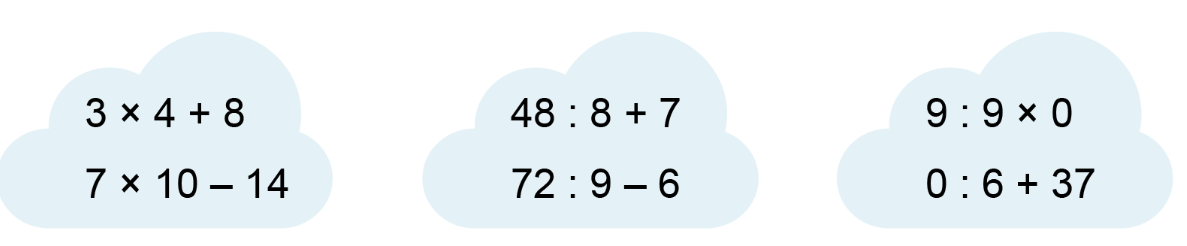 3 × 4 + 8
7 × 10 – 14
48 : 8 + 7
72 : 9 – 6
9 : 9 × 0
0 : 6 + 37